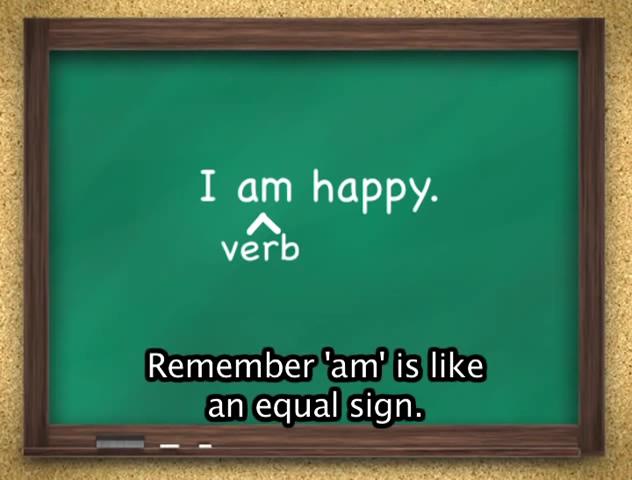 I am happy.
verb
Remember 'am' is like
an equal sign.